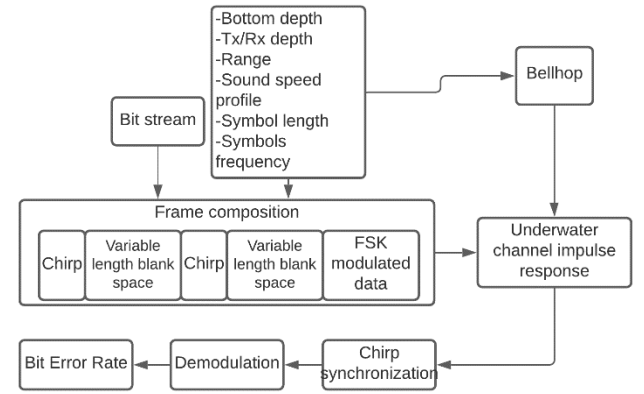 -Bottom depth
-Tx/Rx depth
-Range
-Sound speed
profile
-Symbol length
-Symbols
frequency
Bellhop
Bit stream
Frame composition
Chirp
Variable
length blank
space
Chirp
Variable
length blank
space
FSK
modulated
data
Underwater
channel impulse
response
Bit Error Rate
Demodulation
Chirp
synchronization